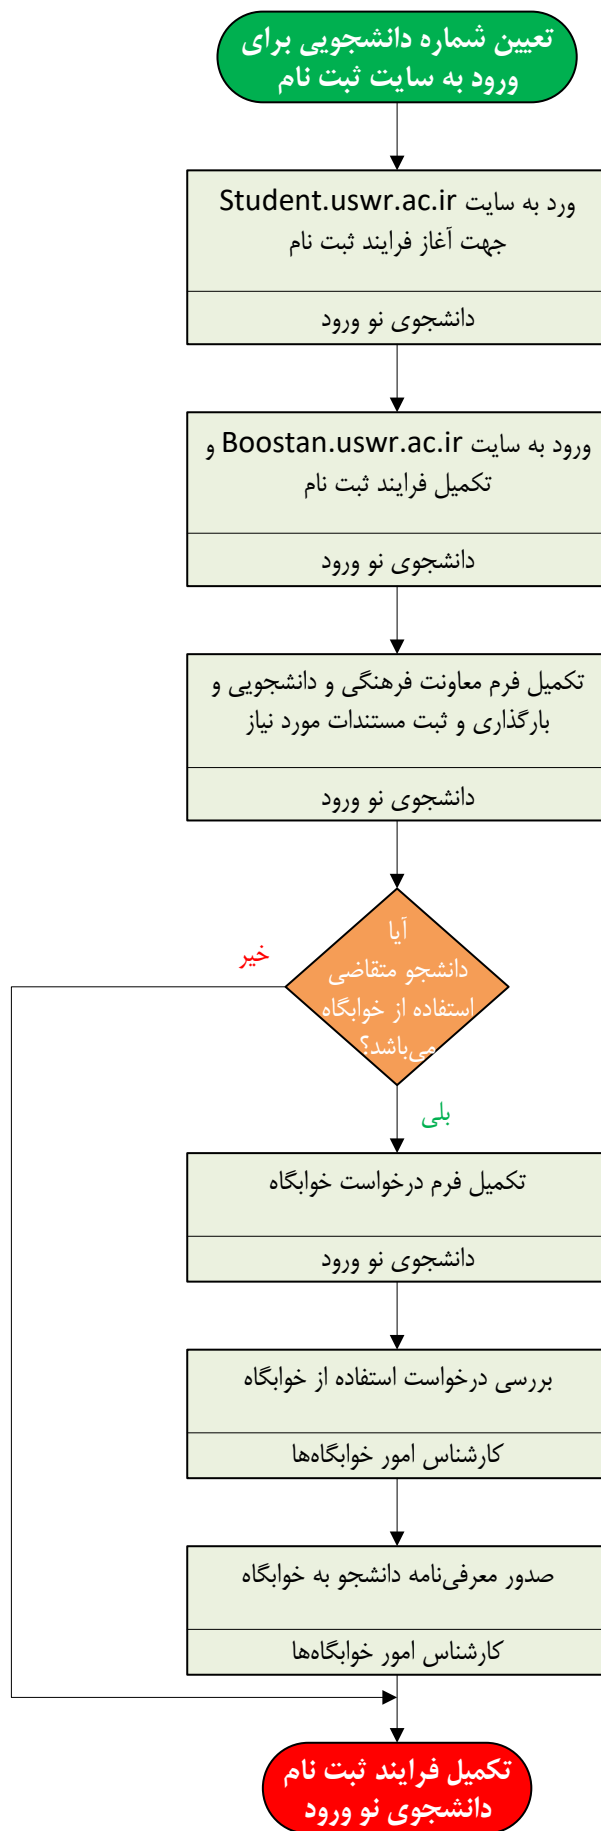 تعیین شماره دانشجویی برای
ورود به سایت ثبت نام
ورد به سایت Student.uswr.ac.ir
جهت آغاز فرایند ثبت نام
دانشجوی نو ورود
ورود به سایت Boostan.uswr.ac.ir و
تکمیل فرایند ثبت نام
دانشجوی نو ورود
تکمیل فرم معاونت فرهنگی و دانشجویی و
بارگذاری و ثبت مستندات مورد نیاز
دانشجوی نو ورود
آیا
دانشجو متقاضی
استفاده از خوابگاه
می‌باشد؟
خیر
بلی
تکمیل فرم درخواست خوابگاه
دانشجوی نو ورود
بررسی درخواست استفاده از خوابگاه
کارشناس امور خوابگاه‌ها
صدور معرفی‌نامه دانشجو به خوابگاه
کارشناس امور خوابگاه‌ها
تکمیل فرایند ثبت نام
دانشجوی نو ورود